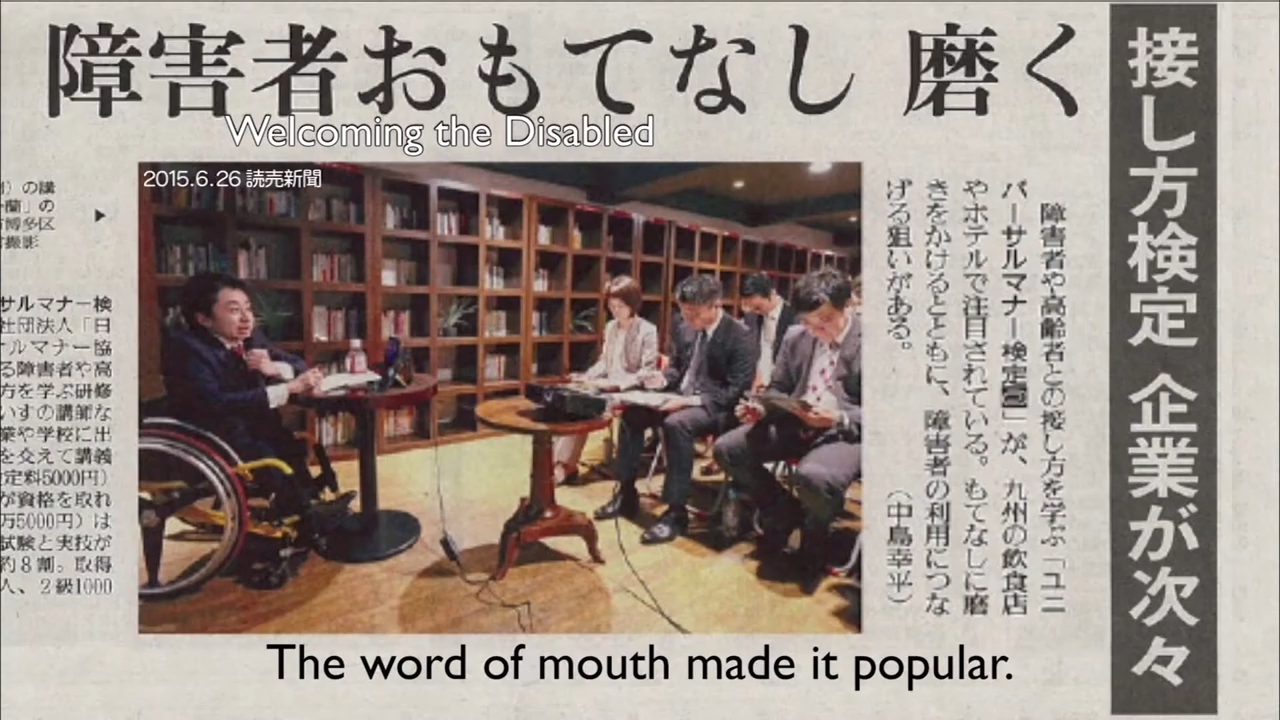 障害者おもてなし 磨く
Welcoming the Disabled
接し方検定 企業が次々
2015.6.26 読売新聞
障害者や高齢者との接し方を学ぶ「ユニ
バーサルマナー検定」が、九州の飲食店
やホテルで注目されている。もてなしに磨
きをかけるとともに、障害者の利用につな
げる狙いがある。
（中島幸平）
）の講
蘭」の
博多区
撮影
サルマナー検
社団法人「日
ルマナー協
る障害者や高
方を学ぶ研修
いすの講師な
業や学校に出
を交えて講義
定料5000円）
が資格を取れ
万5000円）は
試験と実技が
約８割。取得
人、２級1000
The word of mouth made it popular.